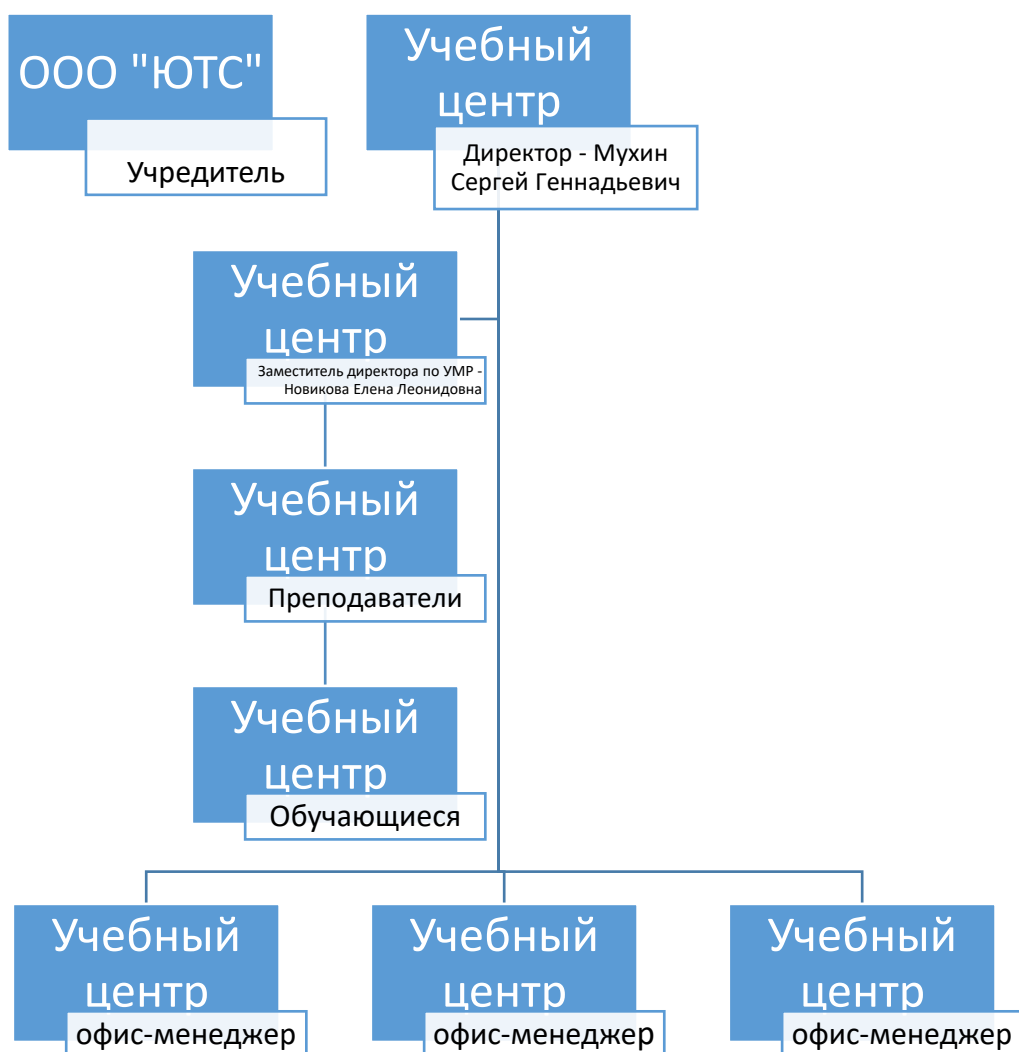 ООО "ЮТС"
Учредитель
Учебный
центр
Директор - Мухин
Сергей Геннадьевич
Учебный
центр
Заместитель директора по УМР -
Новикова Елена Леонидовна
Учебный
центр
Преподаватели
Учебный
центр
Обучающиеся
Учебный
центр
офис-менеджер
Учебный
центр
офис-менеджер
Учебный
центр
офис-менеджер